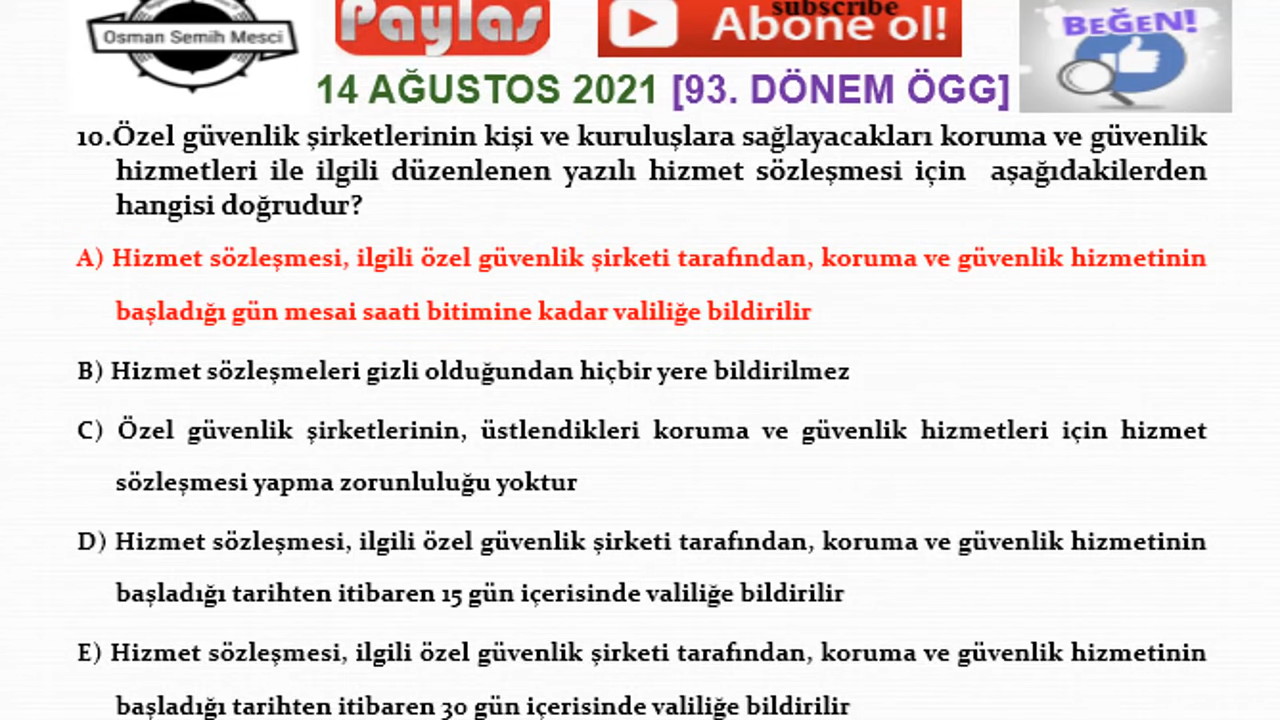 Osman Semih Mesci
Paylaş
subscribe
Abone ol!
BEĞEN!
14 AĞUSTOS 2021 [93. DÖNEM ÖGG]
10.Özel güvenlik şirketlerinin kişi ve kuruluşlara sağlayacakları koruma ve güvenlik
hizmetleri ile ilgili düzenlenen yazılı hizmet sözleşmesi için aşağıdakilerden
hangisi doğrudur?
A) Hizmet sözleşmesi, ilgili özel güvenlik şirketi tarafından, koruma ve güvenlik hizmetinin
başladığı gün mesai saati bitimine kadar valiliğe bildirilir
B) Hizmet sözleşmeleri gizli olduğundan hiçbir yere bildirilmez
C) Özel güvenlik şirketlerinin, üstlendikleri koruma ve güvenlik hizmetleri için hizmet
sözleşmesi yapma zorunluluğu yoktur
D) Hizmet sözleşmesi, ilgili özel güvenlik şirketi tarafından, koruma ve güvenlik hizmetinin
başladığı tarihten itibaren 15 gün içerisinde valiliğe bildirilir
E) Hizmet sözleşmesi, ilgili özel güvenlik şirketi tarafından, koruma ve güvenlik hizmetinin
başladığı tarihten itibaren 30 gün içerisinde valiliğe bildirilir